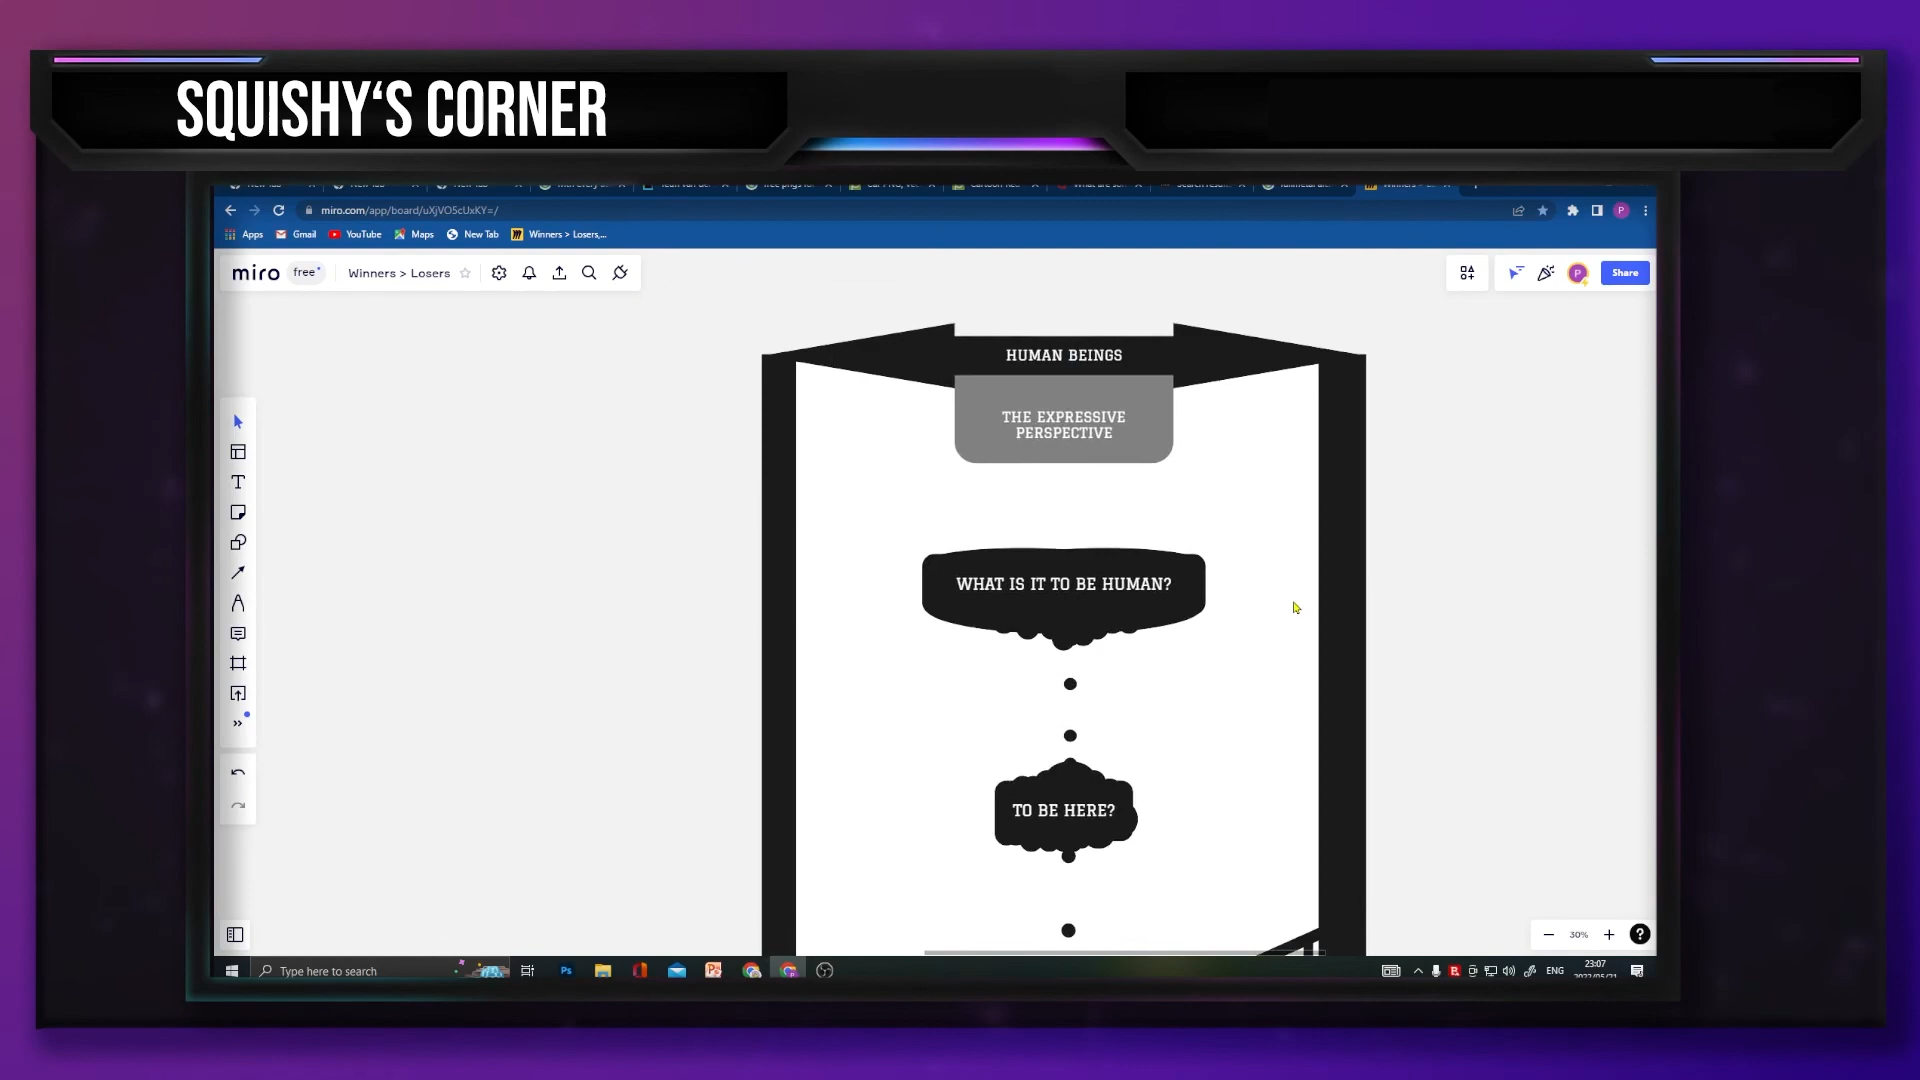 SQUISHY‘S CORNER
miro.com/app/board/uXjVO5cUxKY=/
Apps
Gmail
YouTube
Maps
New Tab
Winners > Losers,...
miro
free
Winners > Losers
P
Share
HUMAN BEINGS
THE EXPRESSIVE
PERSPECTIVE
WHAT IS IT TO BE HUMAN?
TO BE HERE?
30%
Type here to search
ENG
23:07